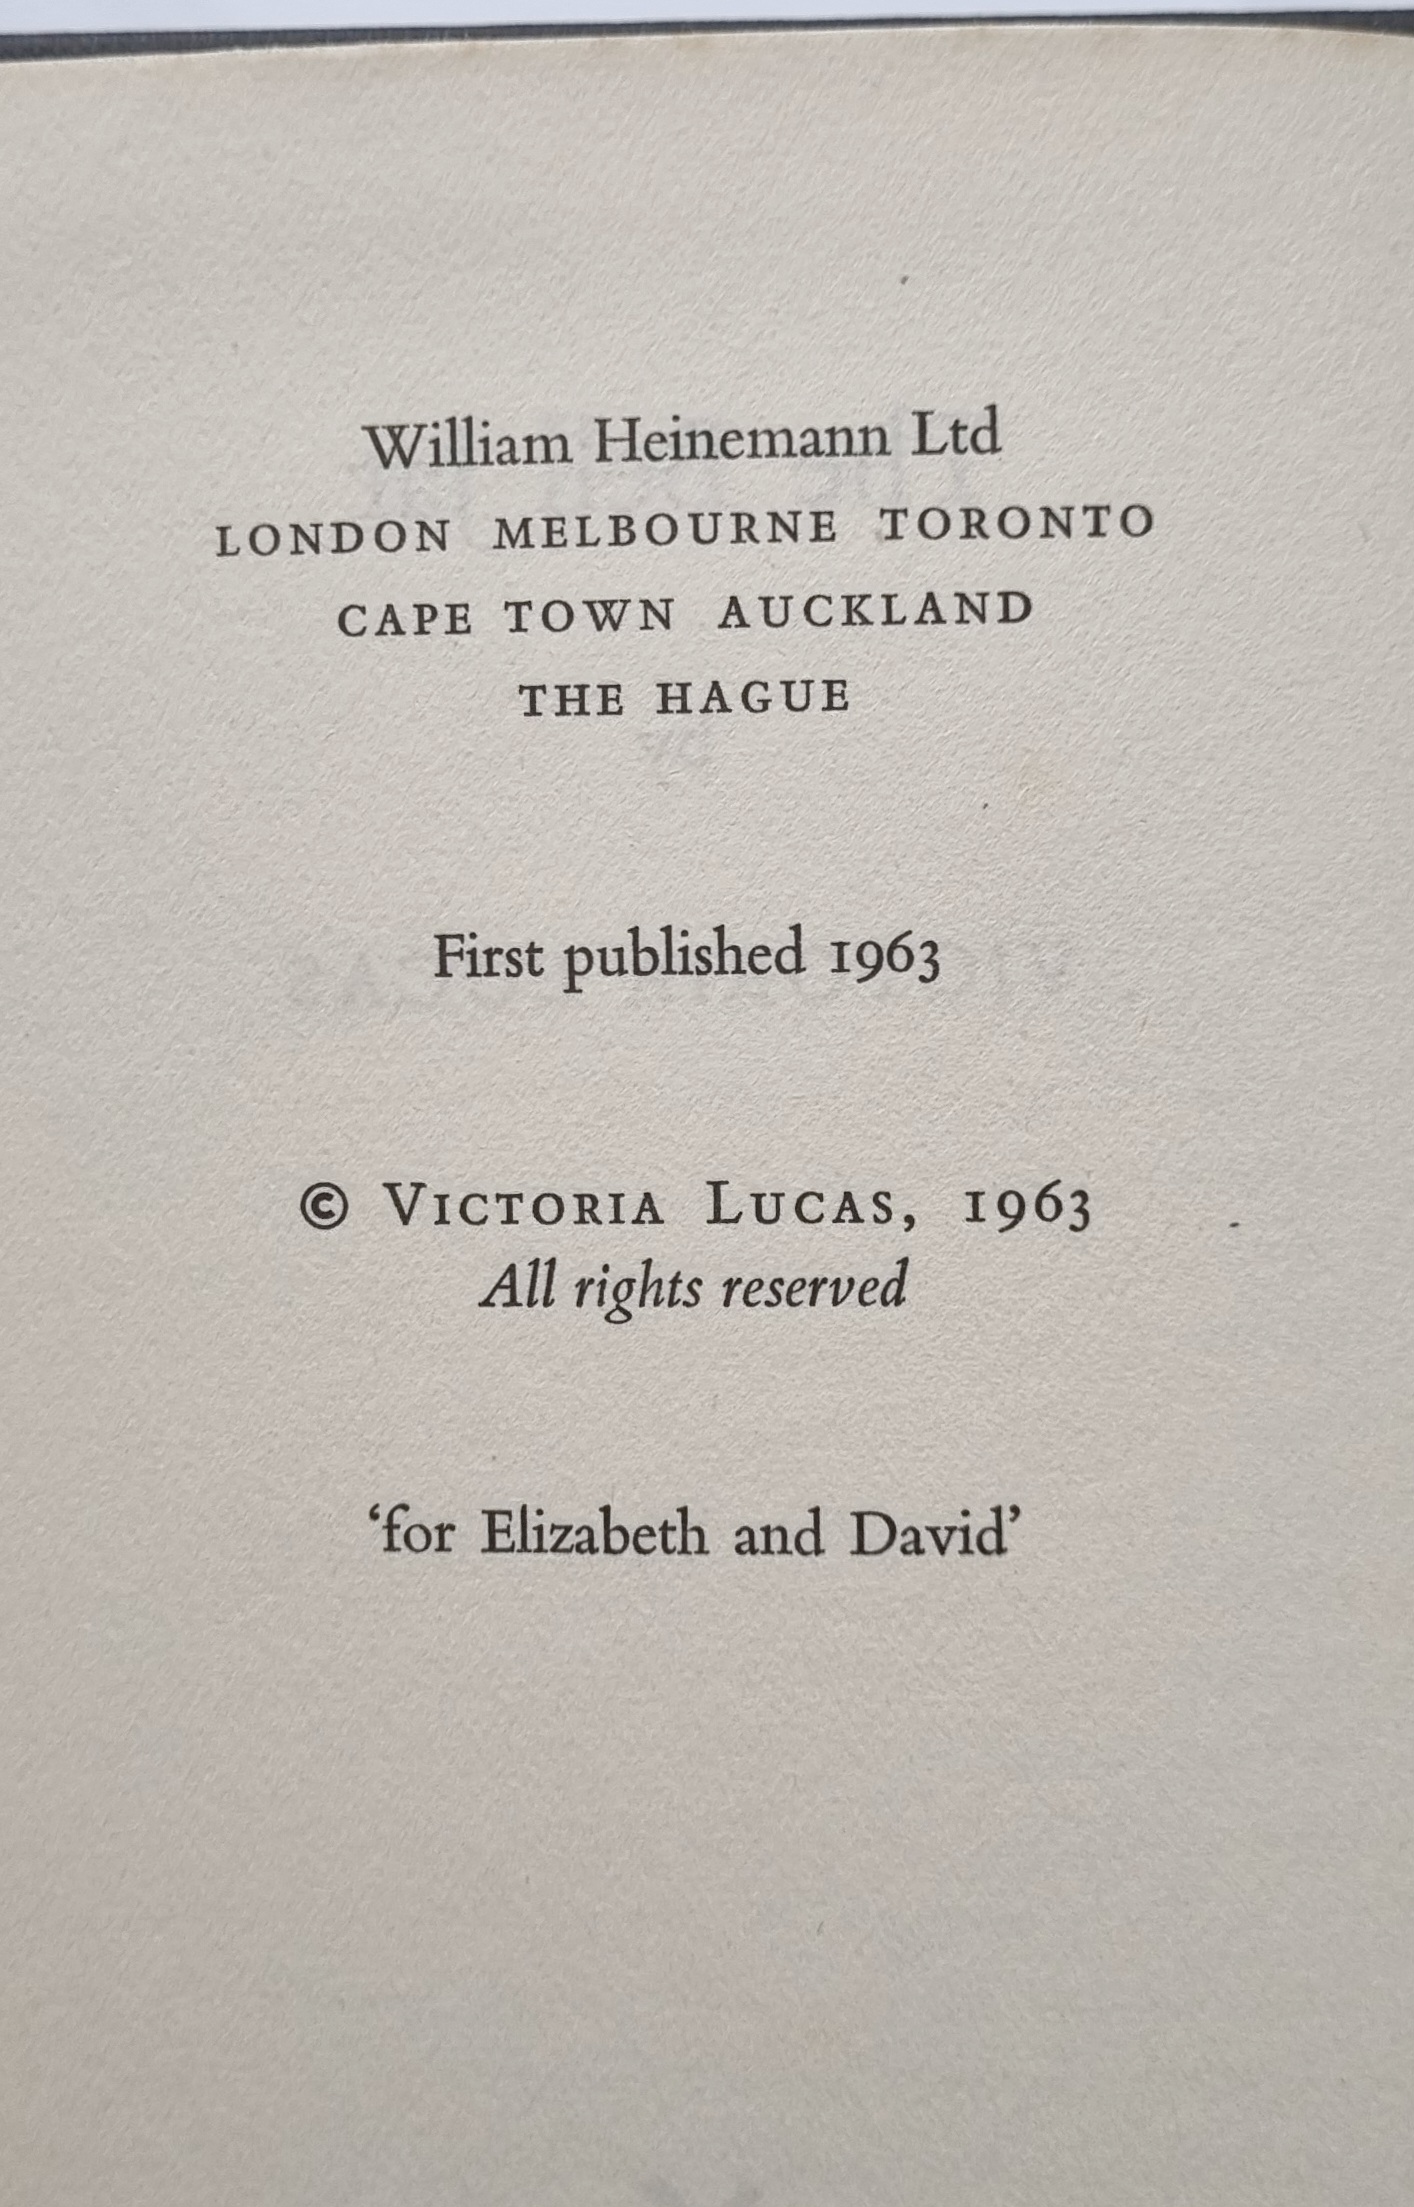 William Heinemann Ltd
LONDON MELBOURNE TORONTO
CAPE TOWN AUCKLAND
THE HAGUE
First published 1963
© VICTORIA LUCAS, 1963
All rights reserved
‘for Elizabeth and David’